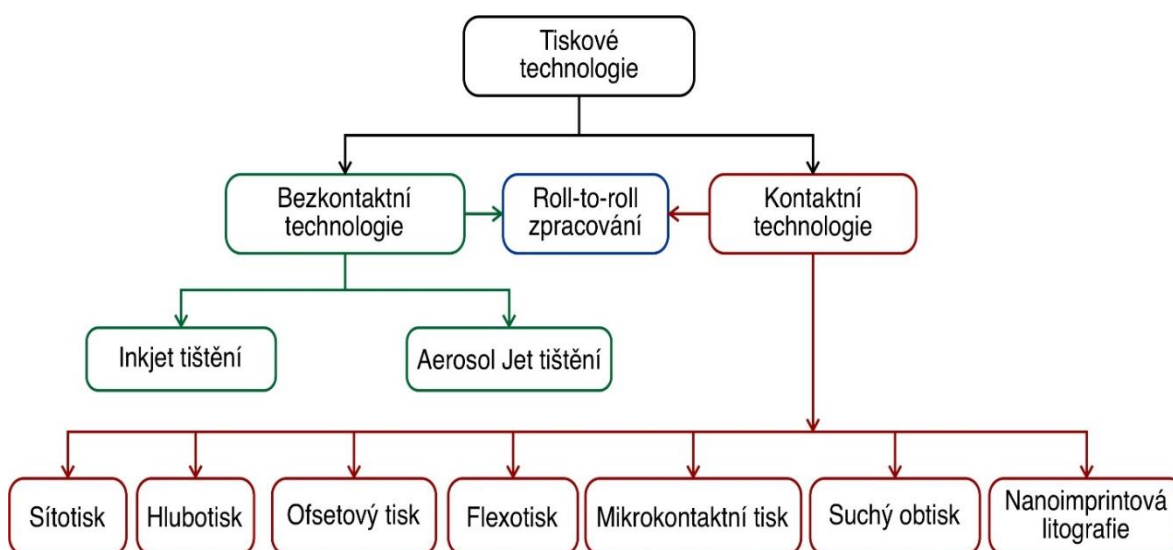 Tiskové
technologie
Bezkontaktní
technologie
Roll-to-roll
zpracování
Kontaktní
technologie
Inkjet tištění
Aerosol Jet tištění
Sítotisk
Hlubotisk
Ofsetový tisk
Flexotisk
Mikrokontaktní tisk
Suchý obtisk
Nanoimprintová
litografie